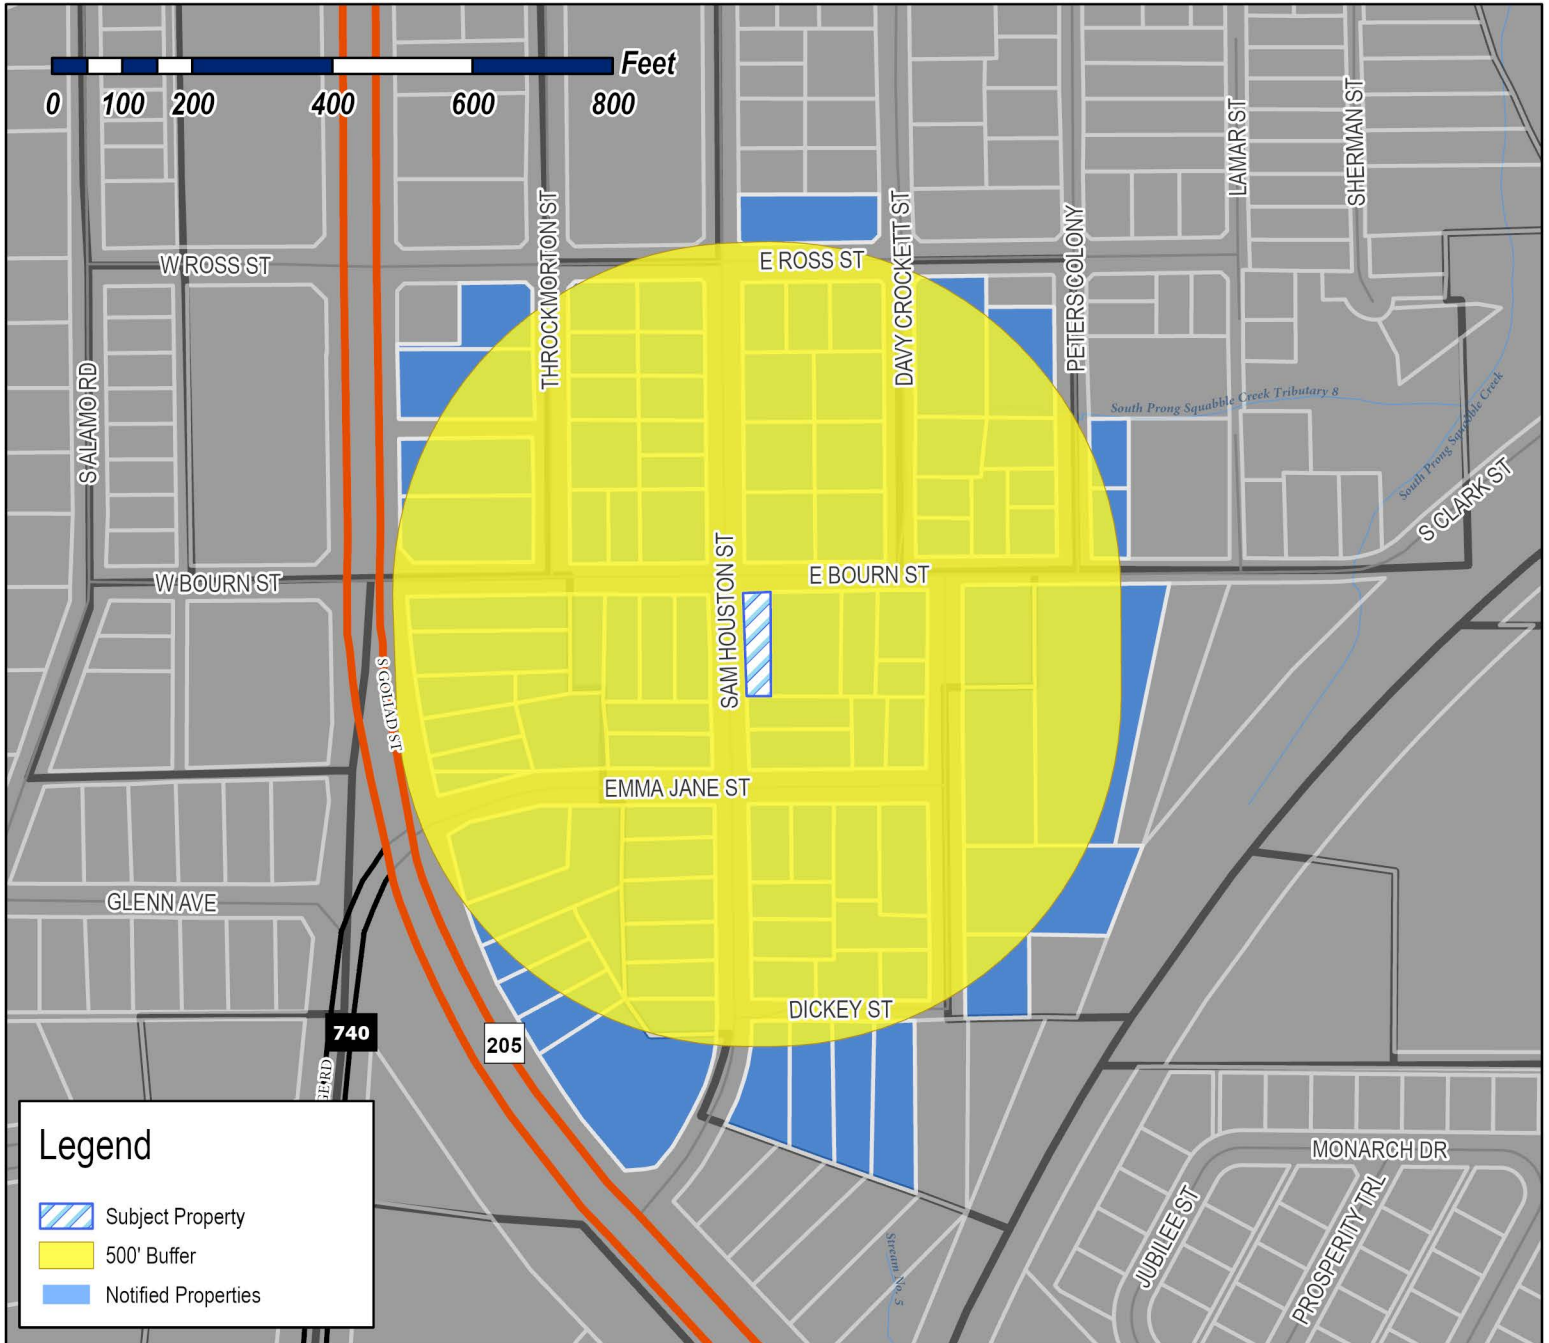 Feet
0 100 200 400 600 800
LAMAR ST
SHERMAN ST
THROCKMORTON ST
DAVY CROCKETT ST
PETERS COLONY
W ROSS ST
E ROSS ST
S ALAMO RD
South Prong Squabble Creek Tributary 8
South Prong Squabble Creek
S CLARK ST
W BOURN ST
E BOURN ST
SAM HOUSTON ST
S GOLIAD ST
EMMA JANE ST
GLENN AVE
DICKEY ST
740
205
GE RD
MONARCH DR
JUBILEE ST
PROSPERITY TRL
Stream No. 5
Legend
Subject Property
500' Buffer
Notified Properties